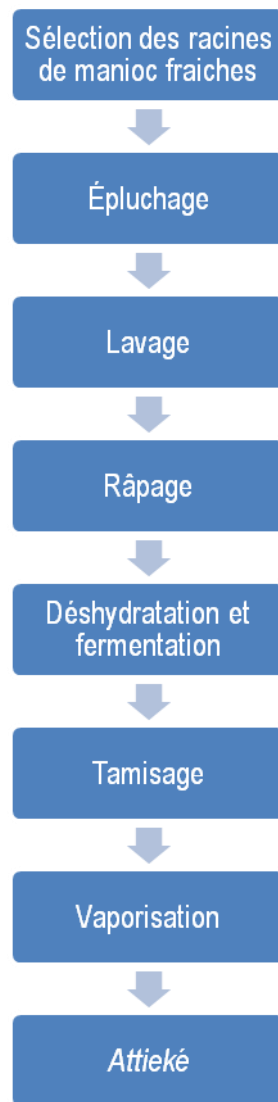 Sélection des racines
de manioc fraiches
Épluchage
Lavage
Râpage
Déshydratation et
fermentation
Tamisage
Vaporisation
Attieké